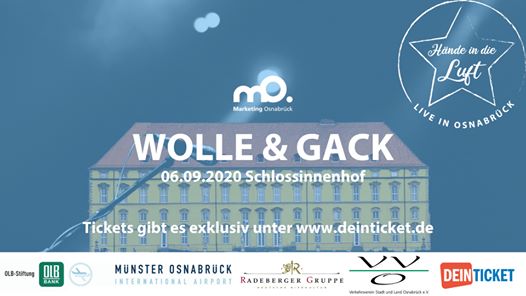 Hände in die
Luft
LIVE IN OSNABRÜCK
mO.
Marketing Osnabrück
WOLLE & GACK
06.09.2020 Schlossinnenhof
Tickets gibt es exklusiv unter www.deinticket.de
OLB-Stiftung
OLB
BANK
MÜNSTER OSNABRÜCK
INTERNATIONAL AIRPORT
RADEBERGER GRUPPE
VVO
Verkehrsverein Stadt und Land Osnabrück e.V.
DEINTICKET